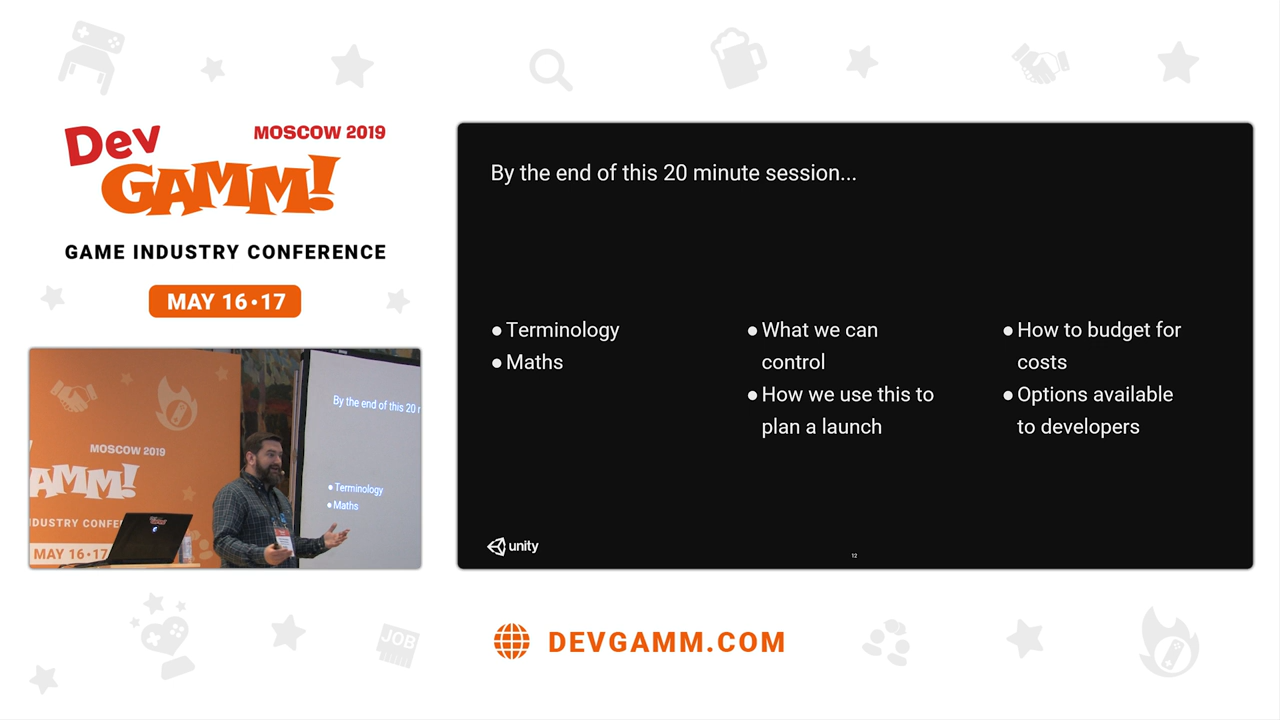 Dev
GAMM!
MOSCOW 2019
GAME INDUSTRY CONFERENCE
MAY 16•17
By the end of this 20
MOSCOW 2019
AMM!
• Terminology
• Maths
INDUSTRY CONFE
MAY 16•17
By the end of this 20 minute session...
● Terminology
● Maths
● What we can
control
● How we use this to
plan a launch
● How to budget for
costs
● Options available
to developers
unity
12
JOB
DEVGAMM.COM